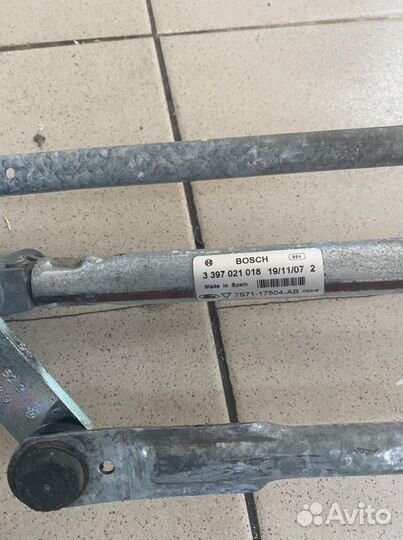 BOSCH
3 397 021 018 19/11/07 2
Made in Spain
7S71-17504-AB
Avito